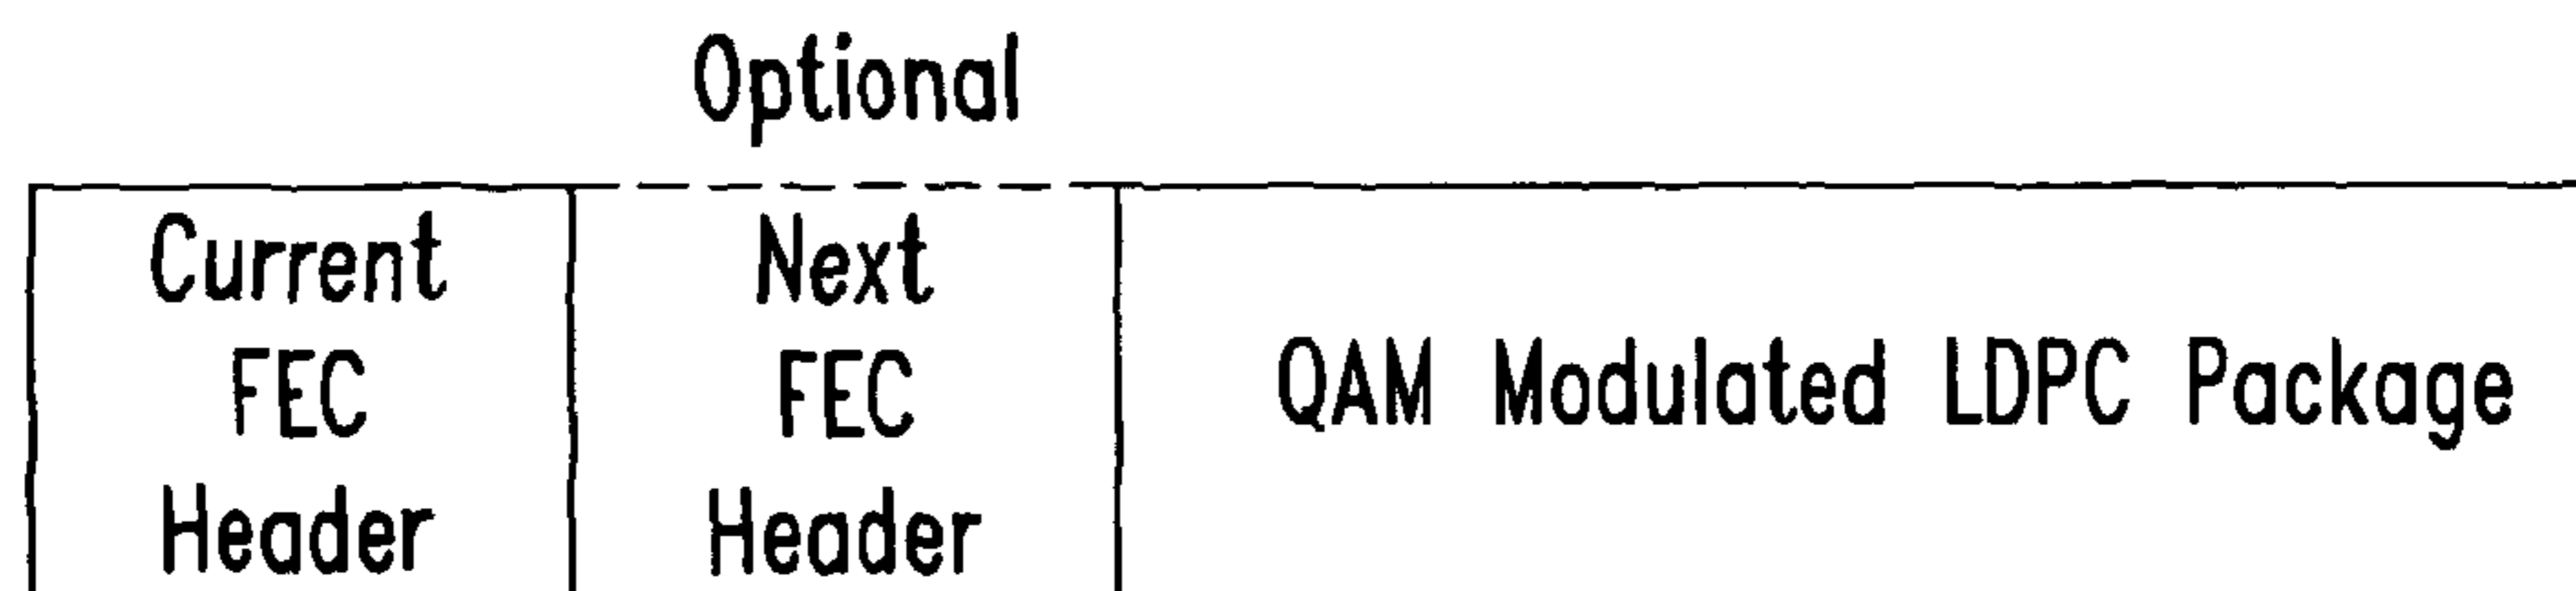 Optional
Current
FEC
Header
Next
FEC
Header
QAM Modulated LDPC Package